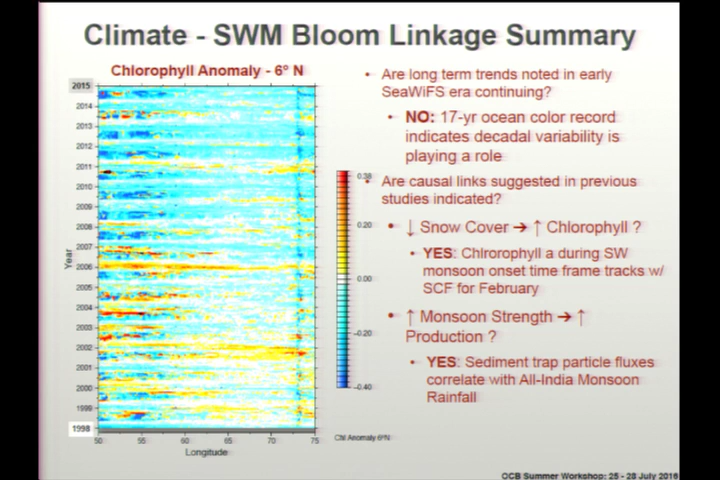 Climate - SWM Bloom Linkage Summary
Chlorophyll Anomaly - 6° N
2015
2014
2013
2012
2011
2010
2009
2008
2007
2006
2005
2004
2003
2002
2001
2000
1999
1998
Year
50 55 60 65 70 75
Longitude
0.38
0.20
0.00
-0.20
-0.40
Chl Anomaly 6°N
• Are long term trends noted in early
SeaWiFS era continuing?
• NO: 17-yr ocean color record
indicates decadal variability is
playing a role
• Are causal links suggested in previous
studies indicated?
• ↓ Snow Cover → ↑ Chlorophyll ?
• YES: Chlrorophyll a during SW
monsoon onset time frame tracks w/
SCF for February
• ↑ Monsoon Strength → ↑
Production ?
• YES: Sediment trap particle fluxes
correlate with All-India Monsoon
Rainfall
OCB Summer Workshop: 25 - 28 July 2016